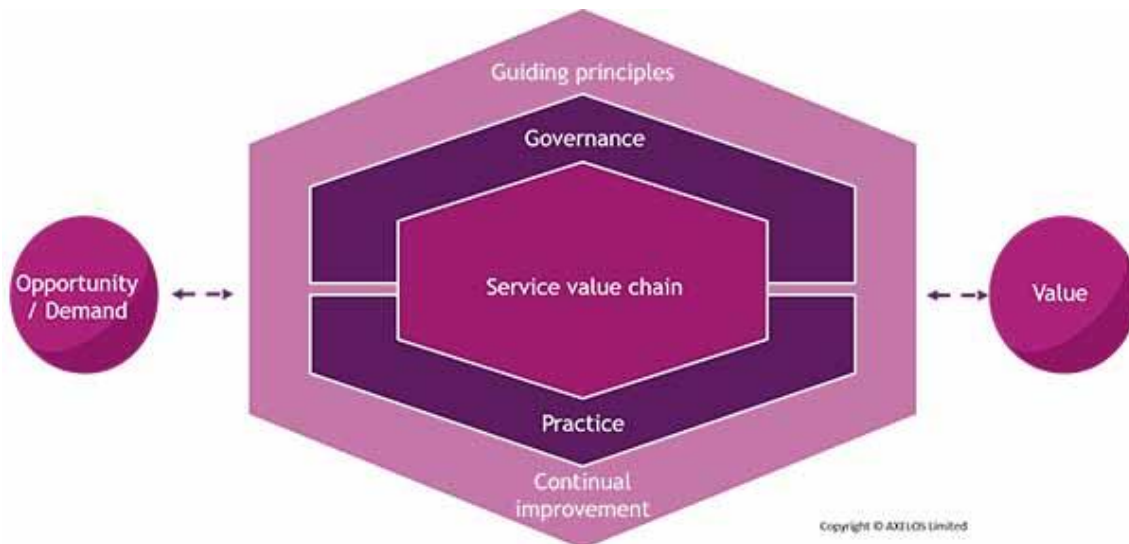 Guiding principles
Governance
Opportunity
/ Demand
Service value chain
Value
Practice
Continual
improvement
Copyright © AXELOS Limited